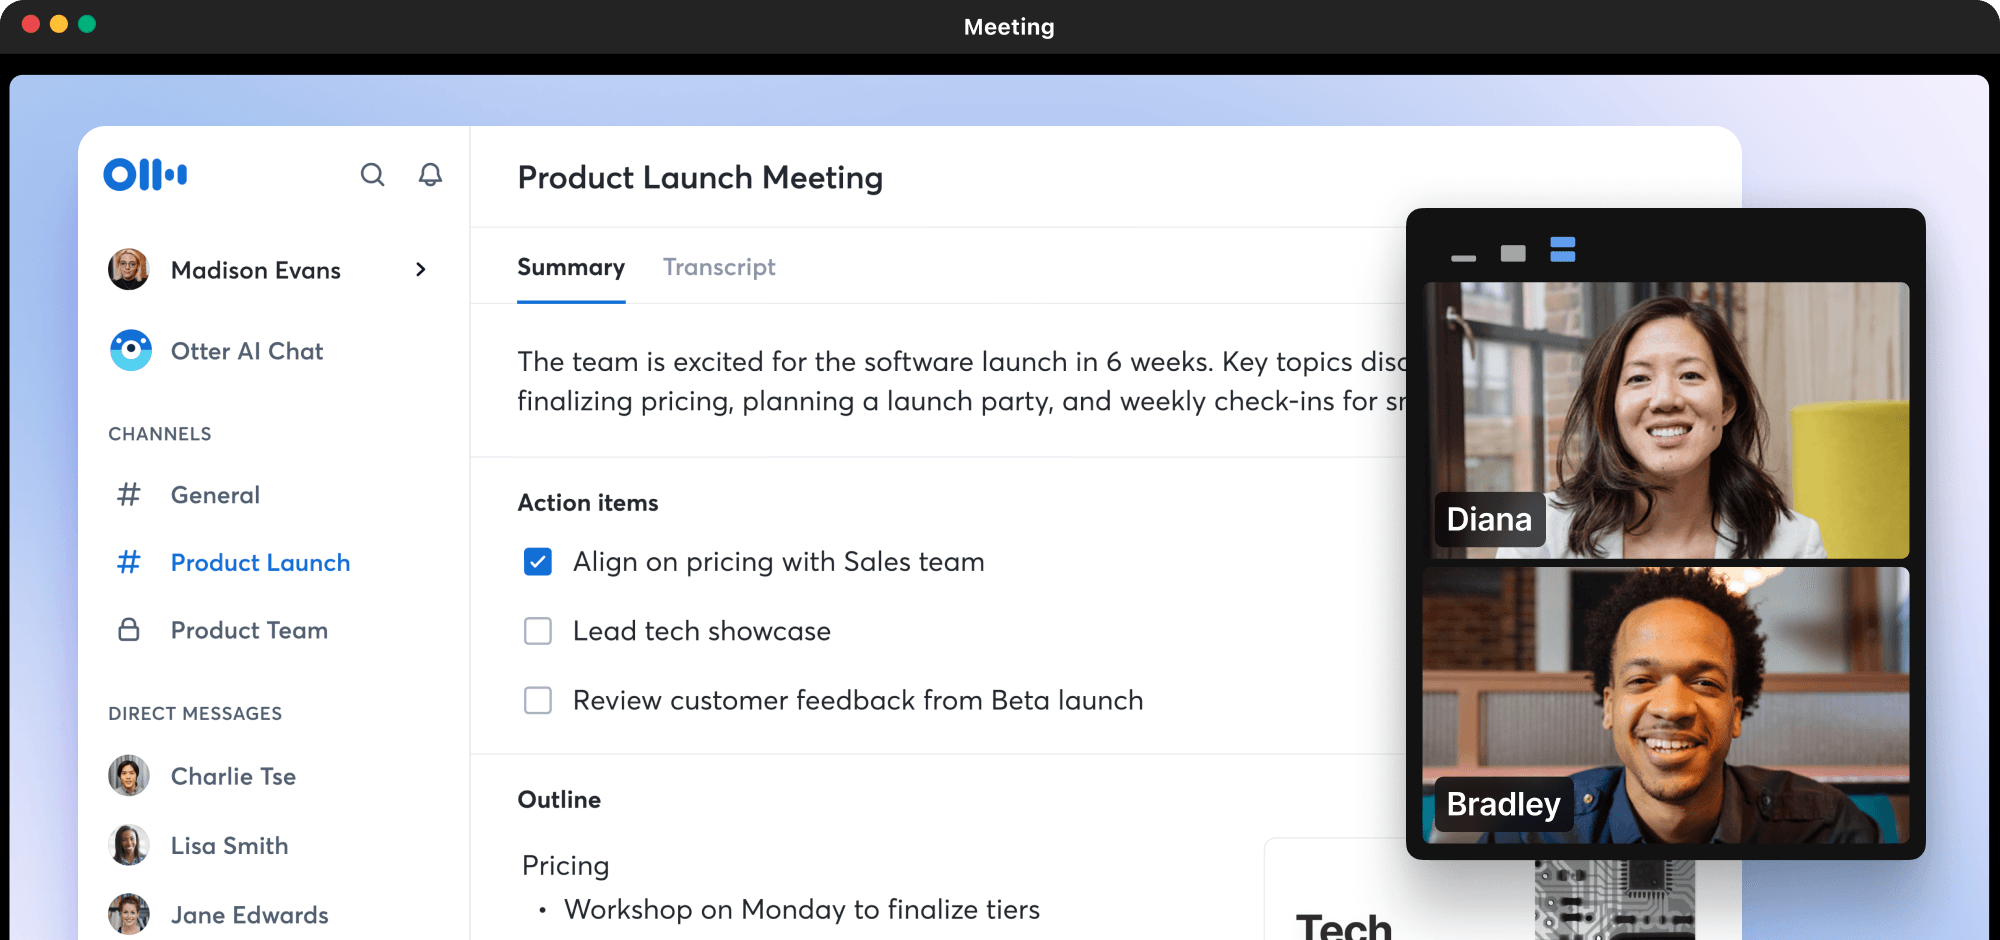 Meeting
Madison Evans
Otter AI Chat
CHANNELS
# General
# Product Launch
Product Team
DIRECT MESSAGES
Charlie Tse
Lisa Smith
Jane Edwards
Product Launch Meeting
Summary Transcript
The team is excited for the software launch in 6 weeks. Key topics
finalizing pricing, planning a launch party, and weekly check-ins for
Action items
Align on pricing with Sales team
Lead tech showcase
Review customer feedback from Beta launch
Outline
Pricing
• Workshop on Monday to finalize tiers
Tech
Diana
Bradley